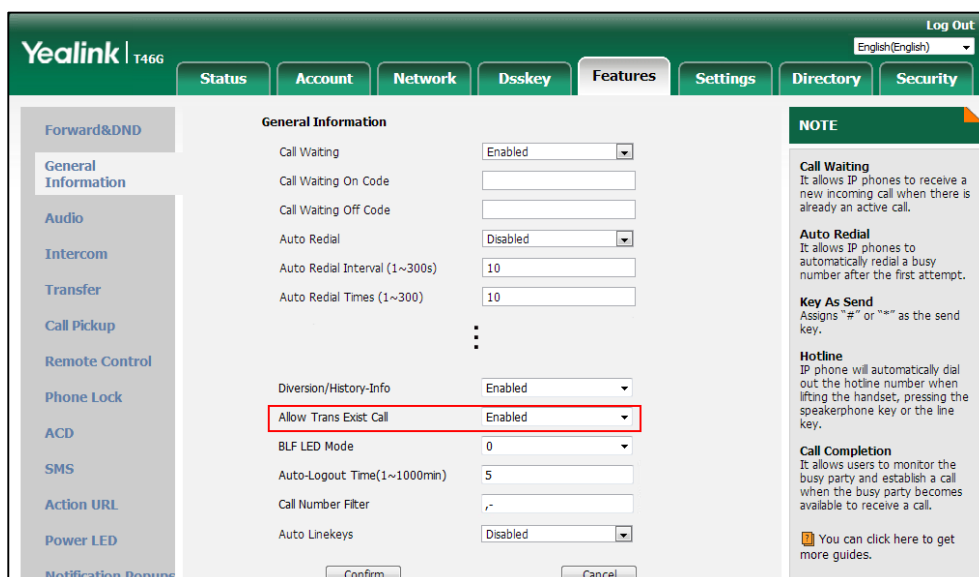 Log Out
Yealink | T46G
English(English)
Status
Account
Network
Dsskey
Features
Settings
Directory
Security
Forward&DND
General
Information
Audio
Intercom
Transfer
Call Pickup
Remote Control
Phone Lock
ACD
SMS
Action URL
Power LED
Notification Popups
General Information
Call Waiting Enabled
Call Waiting On Code
Call Waiting Off Code
Auto Redial Disabled
Auto Redial Interval (1~300s) 10
Auto Redial Times (1~300) 10
Diversion/History-Info Enabled
Allow Trans Exist Call Enabled
BLF LED Mode 0
Auto-Logout Time(1~1000min) 5
Call Number Filter ,-
Auto Linekeys Disabled
Confirm Cancel
NOTE
Call Waiting
It allows IP phones to receive a
new incoming call when there is
already an active call.
Auto Redial
It allows IP phones to
automatically redial a busy
number after the first attempt.
Key As Send
Assigns "#" or "*" as the send
key.
Hotline
IP phone will automatically dial
out the hotline number when
lifting the handset, pressing the
speakerphone key or the line
key.
Call Completion
It allows users to monitor the
busy party and establish a call
when the busy party becomes
available to receive a call.
You can click here to get
more guides.